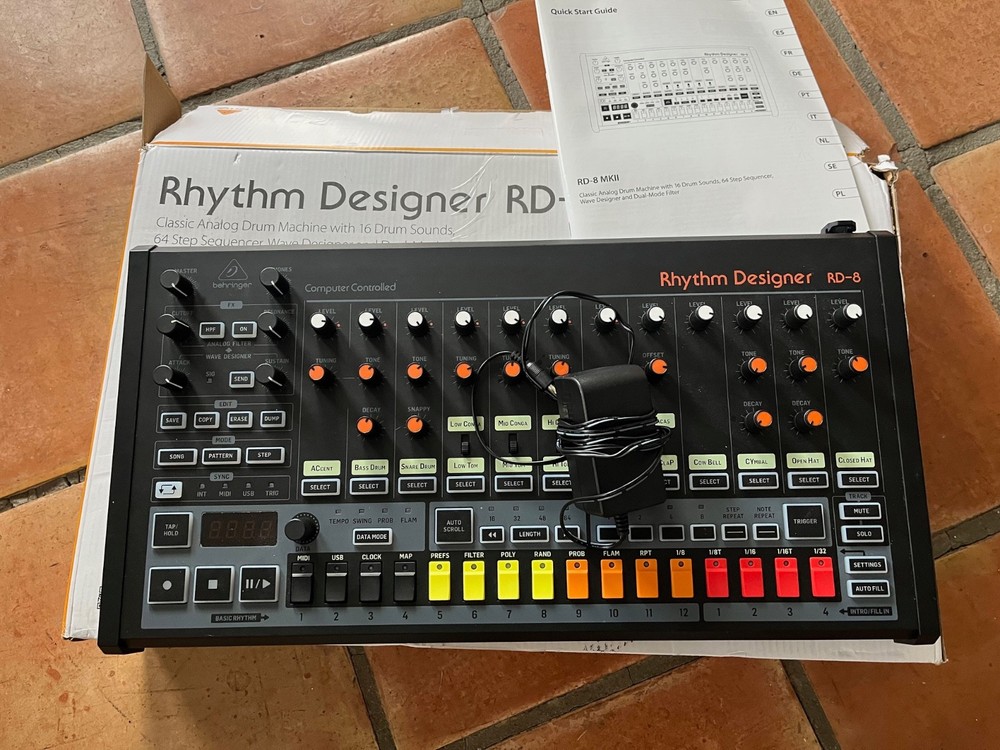 Quick Start Guide
EN
ES
FR
DE
PT
IT
NL
SE
PL
RD-8 MKII
Classic Analog Drum Machine with 16 Drum Sounds, 64 Step Sequencer,
Wave Designer and Dual-Mode Filter
Rhythm Designer RD-
Classic Analog Drum Machine with 16 Drum Sounds,
64 Step Sequencer, Wave Designer and Dual
behringer
Computer Controlled
Rhythm Designer RD-8
FX
LEVEL LEVEL LEVEL LEVEL LEVEL LEVEL LEVEL LEVEL LEVEL LEVEL
HPF ON
ANALOG FILTER
WAVE DESIGNER
ATTACK SUSTAIN
SIG
SEND
TUNING TONE TONE TUNING TUNING OFFSET TONE TONE TONE
DECAY SNAPPY DECAY DECAY
EDIT
SAVE COPY ERASE DUMP
LOW CONGA MID CONGA
MODE
SONG PATTERN STEP
ACCENT BASS DRUM SNARE DRUM LOW TOM MID TOM COW BELL CYMBAL OPEN HAT CLOSED HAT
SYNC
INT MIDI USB TRIG
SELECT SELECT SELECT SELECT SELECT SELECT SELECT SELECT SELECT
TRACK
TAP/
HOLD
DATA
TEMPO SWING PROB FLAM
DATA MODE
AUTO
SCROLL
16 32 48 64
LENGTH
STEP
REPEAT
NOTE
REPEAT
TRIGGER
MUTE
SOLO
MIDI USB CLOCK MAP PREFS FILTER POLY RAND PROB FLAM RPT 1/8 1/8T 1/16 1/16T 1/32
SETTINGS
AUTO FILL
1 2 3 4 5 6 7 8 9 10 11 12 1 2 3 4
BASIC RHYTHM
INTRO/FILL IN